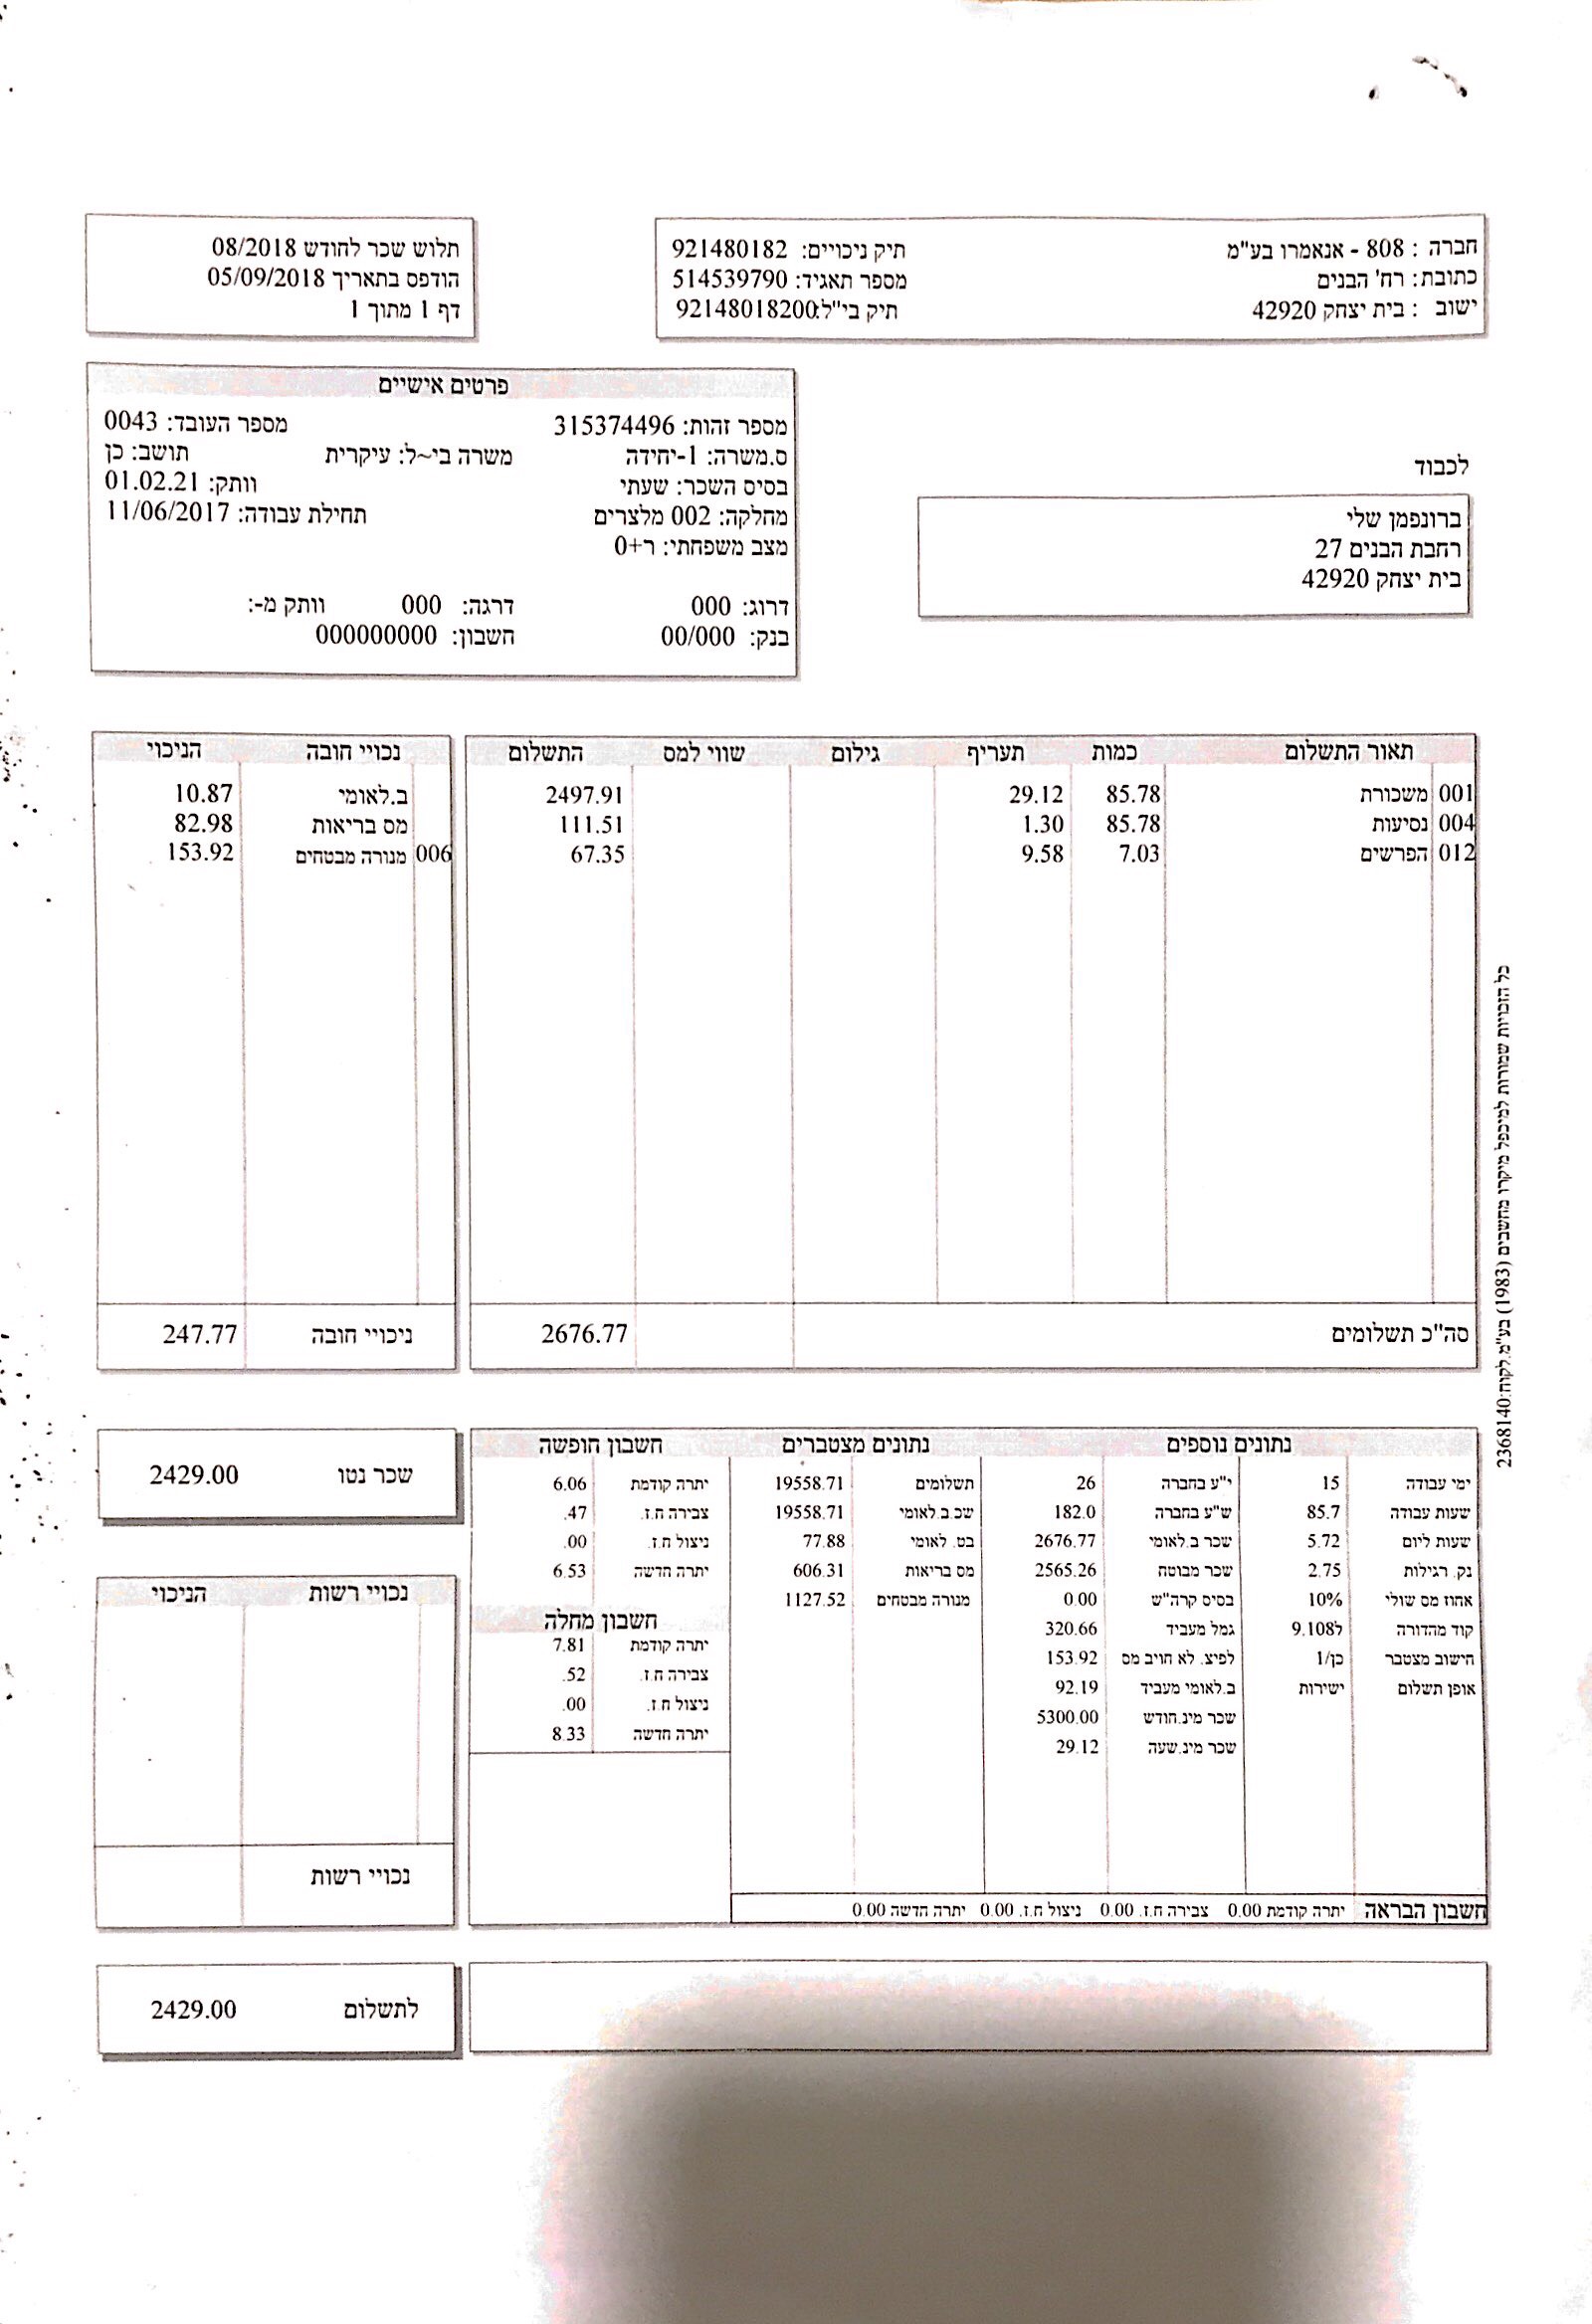 חברה : 808 - אנאמרו בע"מ תיק ניכויים: 921480182
כתובת: רח' הבנים מספר תאגיד: 514539790
ישוב : בית יצחק 42920 תיק בי"ל:92148018200
תלוש שכר לחודש 08/2018
הודפס בתאריך 05/09/2018
דף 1 מתוך 1
פרטים אישיים
מספר זהות: 315374496 מספר העובד: 0043
ס.משרה: 1-יחידה משרה בי~ל: עיקרית תושב: כן
בסיס השכר: שעתי וותק: 01.02.21
מחלקה: 002 מלצרים תחילת עבודה: 11/06/2017
מצב משפחתי: ר+0
דרוג: 000 דרגה: 000 וותק מ-:
בנק: 00/000 חשבון: 000000000
לכבוד
ברונפמן שלי
רחבת הבנים 27
בית יצחק 42920
תאור התשלום כמות תעריף גילום שווי למס התשלום
001 משכורת 85.78 29.12 2497.91
004 נסיעות 85.78 1.30 111.51
012 הפרשים 7.03 9.58 67.35
סה"כ תשלומים 2676.77
נכויי חובה הניכוי
ב.לאומי 10.87
מס בריאות 82.98
006 מנורה מבטחים 153.92
ניכויי חובה 247.77
כל הזכויות שמורות למיכפל מיקרו מחשבים (1983) בע"מ.לקוח:2368140
נתונים נוספים
ימי עבודה 15 י"ע בחברה 26
שעות עבודה 85.7 ש"ע בחברה 182.0
שעות ליום 5.72 שכר ב.לאומי 2676.77
נק. רגילות 2.75 שכר מבוטח 2565.26
אחוז מס שולי 10% בסיס קרה"ש 0.00
קוד מהדורה 9.108ל גמל מעביד 320.66
חישוב מצטבר כן/1 לפיצ. לא חויב מס 153.92
אופן תשלום ישירות ב.לאומי מעביד 92.19
שכר מינ.חודש 5300.00
שכר מינ.שעה 29.12
נתונים מצטברים
תשלומים 19558.71
שכ.ב.לאומי 19558.71
בט. לאומי 77.88
מס בריאות 606.31
מנורה מבטחים 1127.52
חשבון חופשה
יתרה קודמת 6.06
צבירה ח.ז. .47
ניצול ח.ז. .00
יתרה חדשה 6.53
חשבון מחלה
יתרה קודמת 7.81
צבירה ח.ז. .52
ניצול ח.ז. .00
יתרה חדשה 8.33
חשבון הבראה יתרה קודמת 0.00 צבירה ח.ז. 0.00 ניצול ח.ז. 0.00 יתרה חדשה 0.00
שכר נטו 2429.00
נכויי רשות הניכוי
נכויי רשות
לתשלום 2429.00